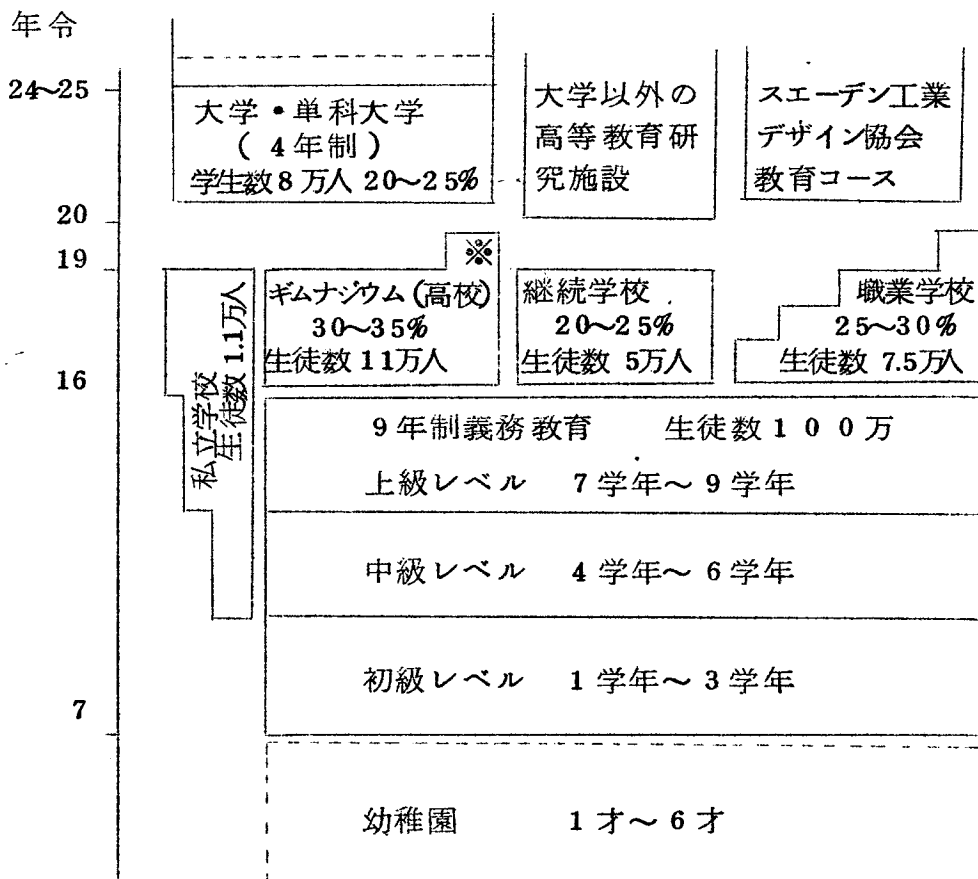 年令
24~25
20
19
16
7
大学・単科大学
(4年制)
学生数8万人 20~25%
大学以外の
高等教育研
究施設
スエーデン工業
デザイン協会
教育コース
※
私立学校
生徒数1.1万人
ギムナジウム(高校)
30~35%
生徒数 11万人
継続学校
20~25%
生徒数 5万人
職業学校
25~30%
生徒数 7.5万人
9年制義務教育 生徒数100万
上級レベル 7学年~9学年
中級レベル 4学年~6学年
初級レベル 1学年~3学年
幼稚園 1才~6才